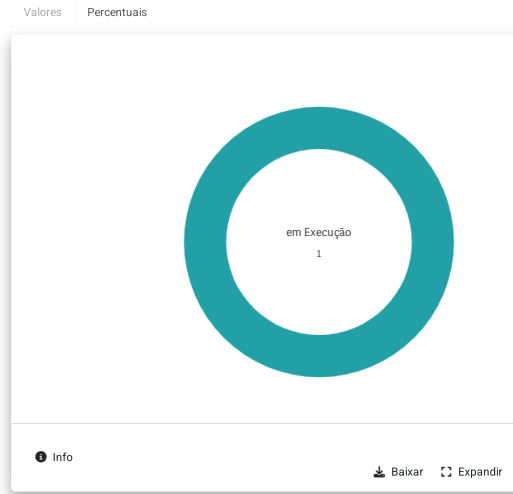 Valores
Percentuais
em Execução
1
Info
Baixar
Expandir